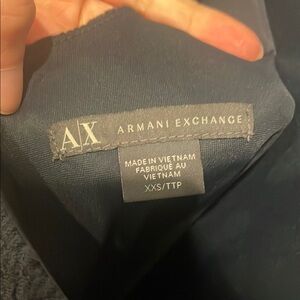 A|X ARMANI EXCHANGE
MADE IN VIETNAM
FABRIQUÉ AU
VIETNAM
XXS/TTP